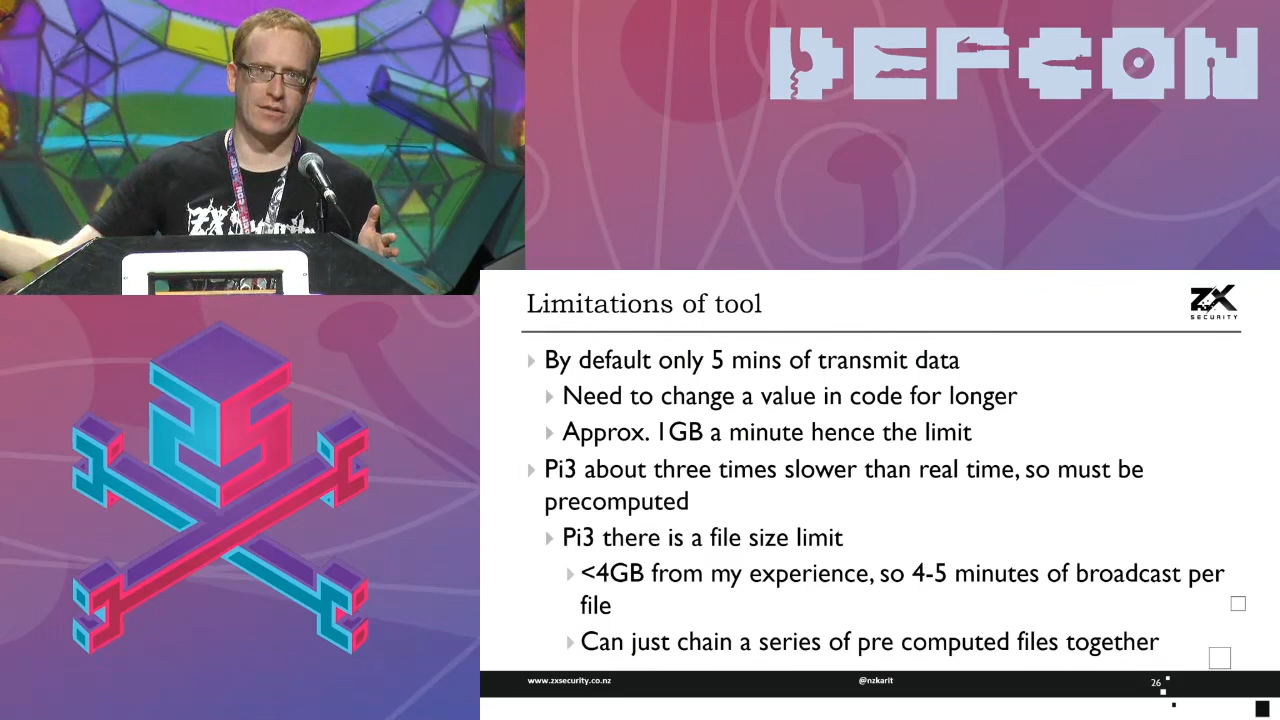 DEFCON
ZX Security
Limitations of tool
ZX
SECURITY
By default only 5 mins of transmit data
Need to change a value in code for longer
Approx. 1GB a minute hence the limit
Pi3 about three times slower than real time, so must be
precomputed
Pi3 there is a file size limit
<4GB from my experience, so 4-5 minutes of broadcast per
file
Can just chain a series of pre computed files together
www.zxsecurity.co.nz
@nzkarit
26
25